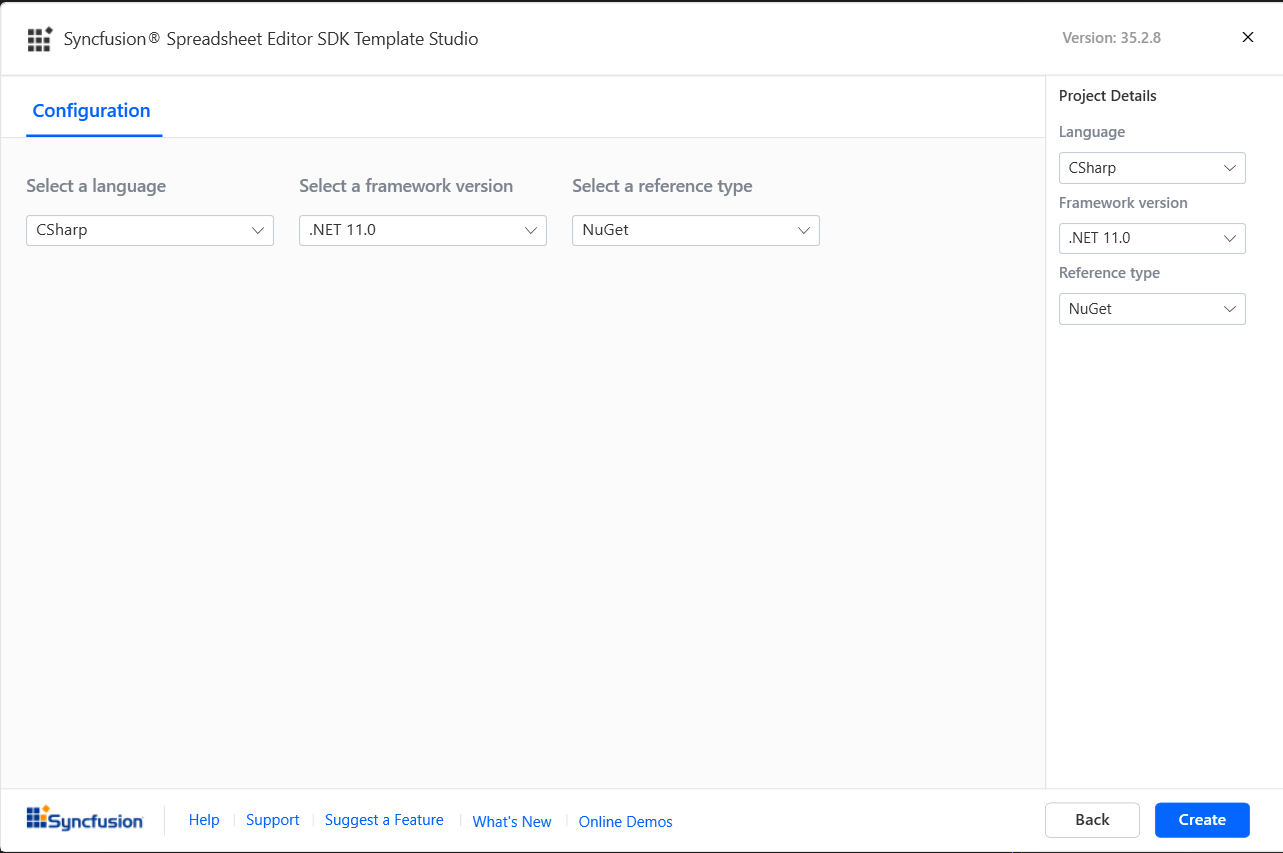 Syncfusion® Spreadsheet Editor SDK Template Studio
Version: 35.2.8
Configuration
Select a language
Select a framework version
Select a reference type
CSharp
.NET 11.0
NuGet
Project Details
Language
CSharp
Framework version
.NET 11.0
Reference type
NuGet
Syncfusion
Help
Support
Suggest a Feature
What's New
Online Demos
Back
Create